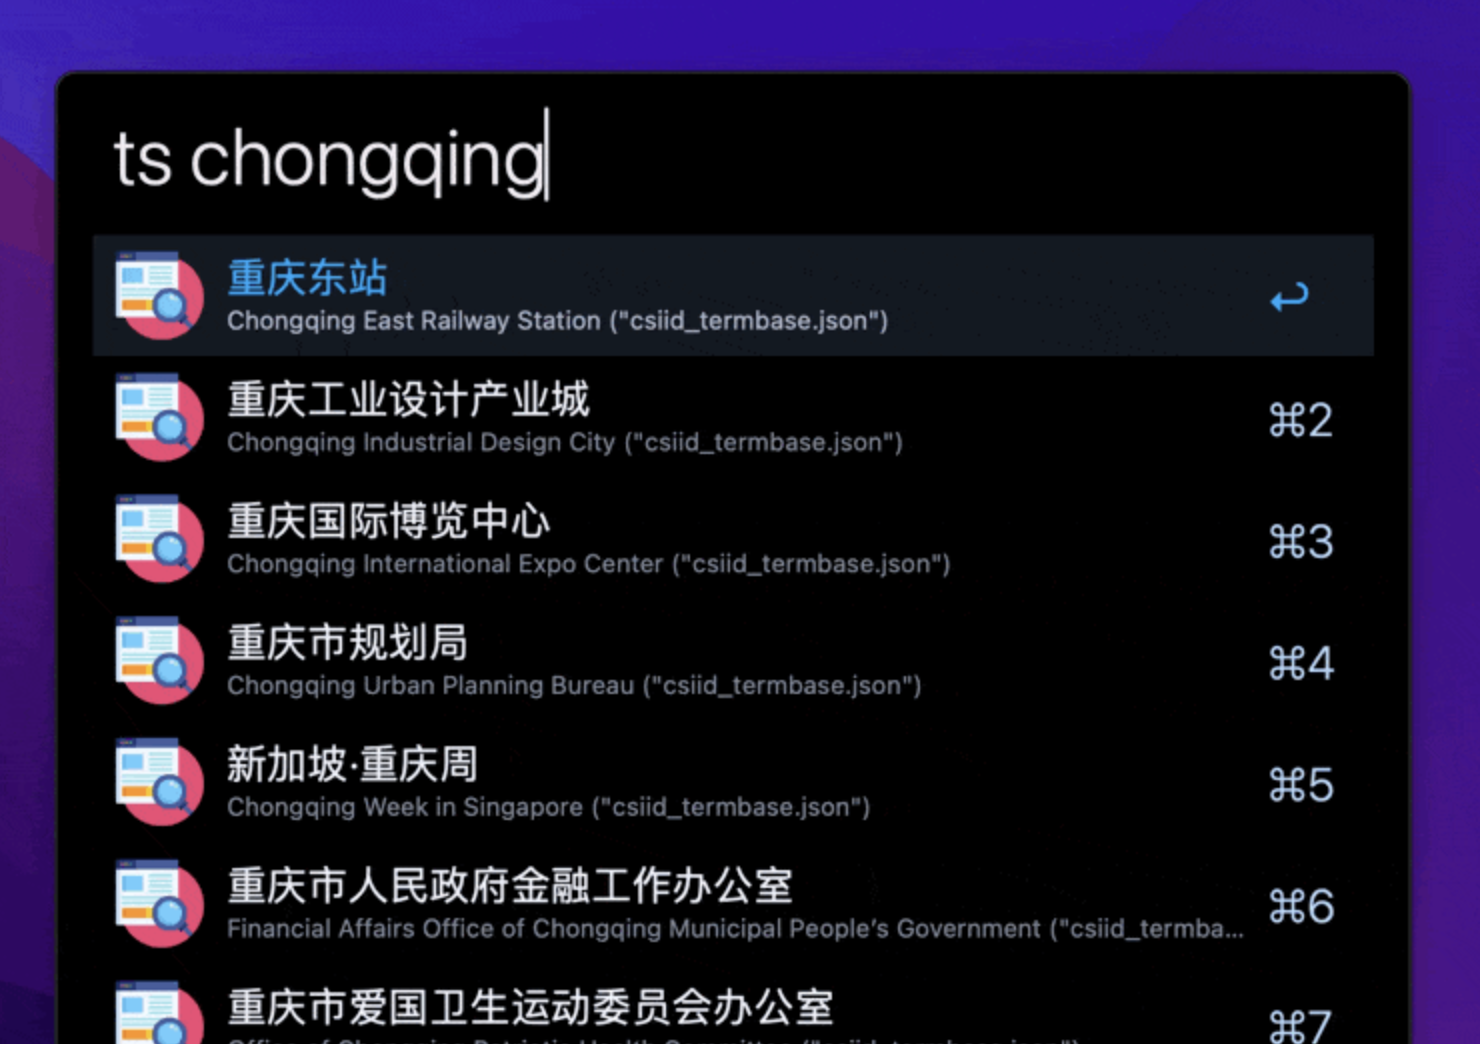 ts chongqing
重庆东站
Chongqing East Railway Station ("csiid_termbase.json")
重庆工业设计产业城
Chongqing Industrial Design City ("csiid_termbase.json")
⌘2
重庆国际博览中心
Chongqing International Expo Center ("csiid_termbase.json")
⌘3
重庆市规划局
Chongqing Urban Planning Bureau ("csiid_termbase.json")
⌘4
新加坡·重庆周
Chongqing Week in Singapore ("csiid_termbase.json")
⌘5
重庆市人民政府金融工作办公室
Financial Affairs Office of Chongqing Municipal People’s Government ("csiid_termba...
⌘6
重庆市爱国卫生运动委员会办公室
⌘7